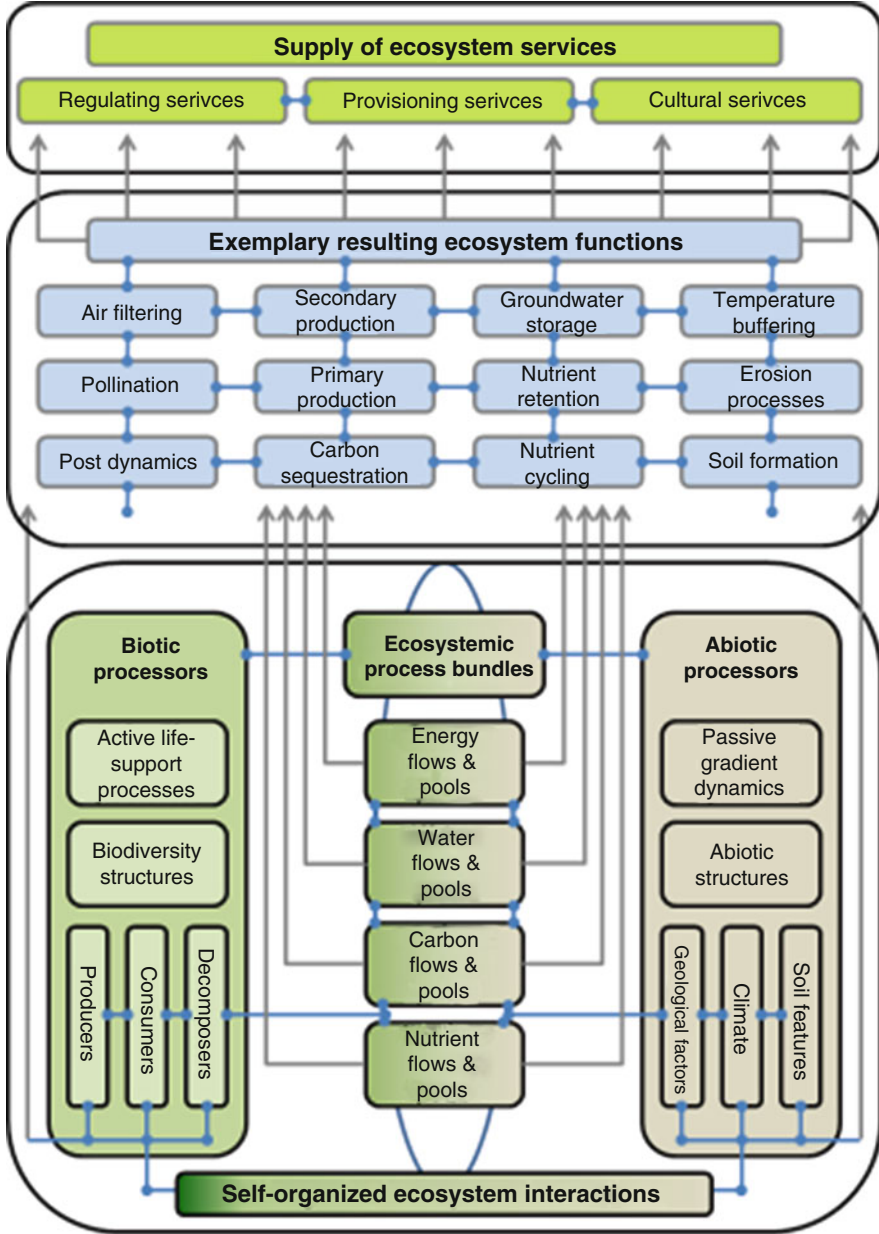 Supply of ecosystem services
Regulating serivces
Provisioning serivces
Cultural serivces
Exemplary resulting ecosystem functions
Air filtering
Secondary
production
Groundwater
storage
Temperature
buffering
Pollination
Primary
production
Nutrient
retention
Erosion
processes
Post dynamics
Carbon
sequestration
Nutrient
cycling
Soil formation
Biotic
processors
Ecosystemic
process bundles
Abiotic
processors
Active life-
support
processes
Energy
flows &
pools
Passive
gradient
dynamics
Biodiversity
structures
Water
flows &
pools
Abiotic
structures
Producers
Consumers
Decomposers
Carbon
flows &
pools
Geological factors
Climate
Soil features
Nutrient
flows &
pools
Self-organized ecosystem interactions